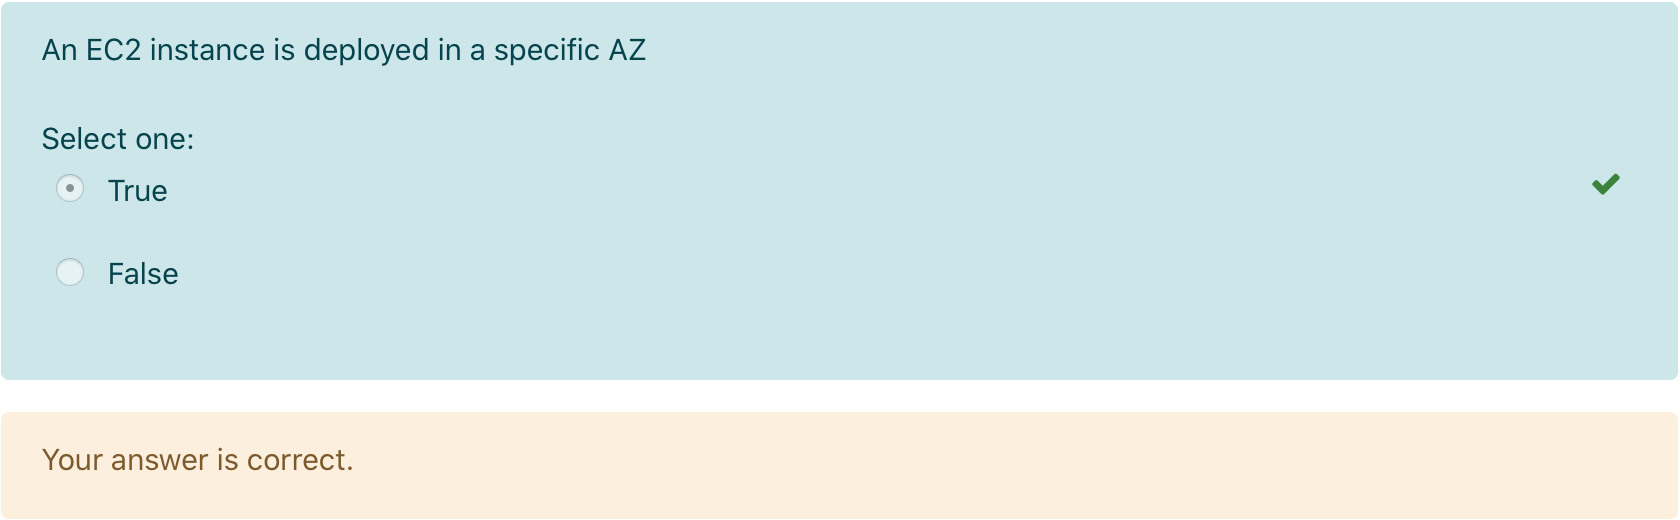 An EC2 instance is deployed in a specific AZ
Select one:
True
False
Your answer is correct.